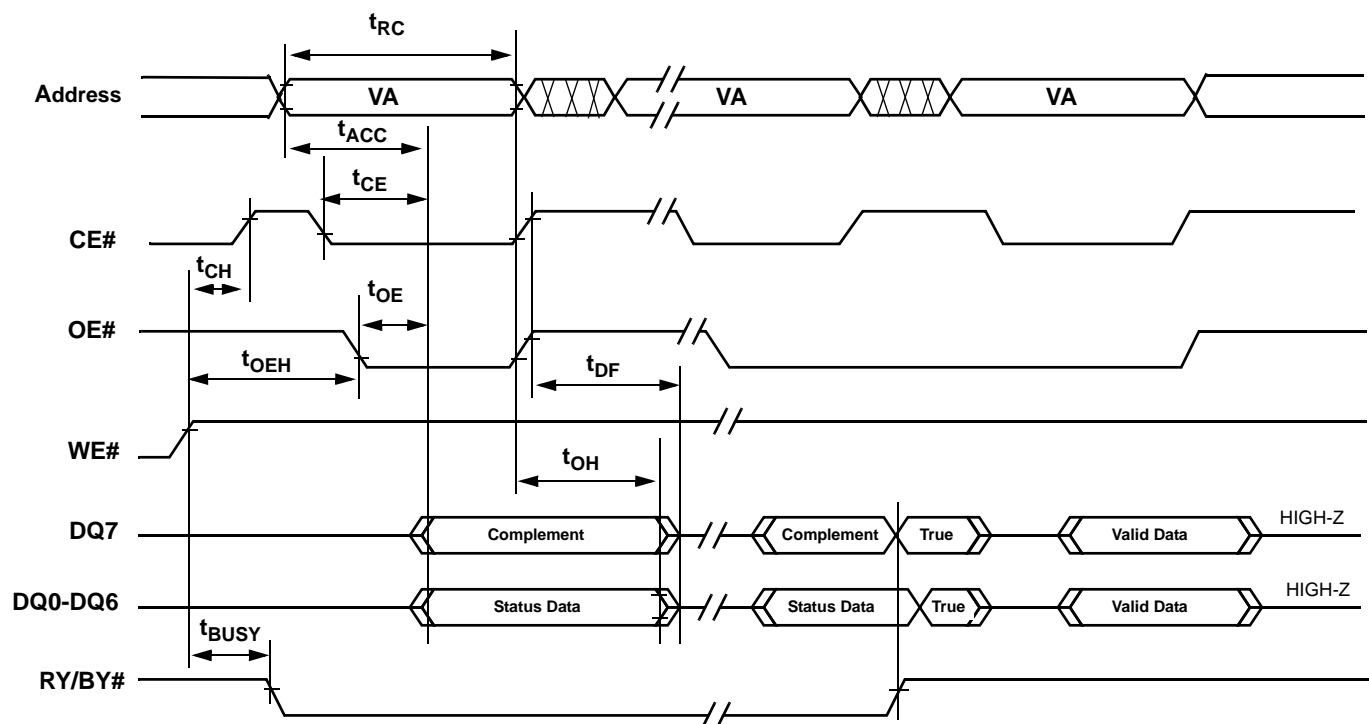 tRC
Address
VA
VA
VA
tACC
tCE
CE#
tCH
tOE
OE#
tOEH
tDF
WE#
tOH
DQ7
Complement
Complement
True
Valid Data
HIGH-Z
DQ0-DQ6
Status Data
Status Data
True
Valid Data
HIGH-Z
tBUSY
RY/BY#